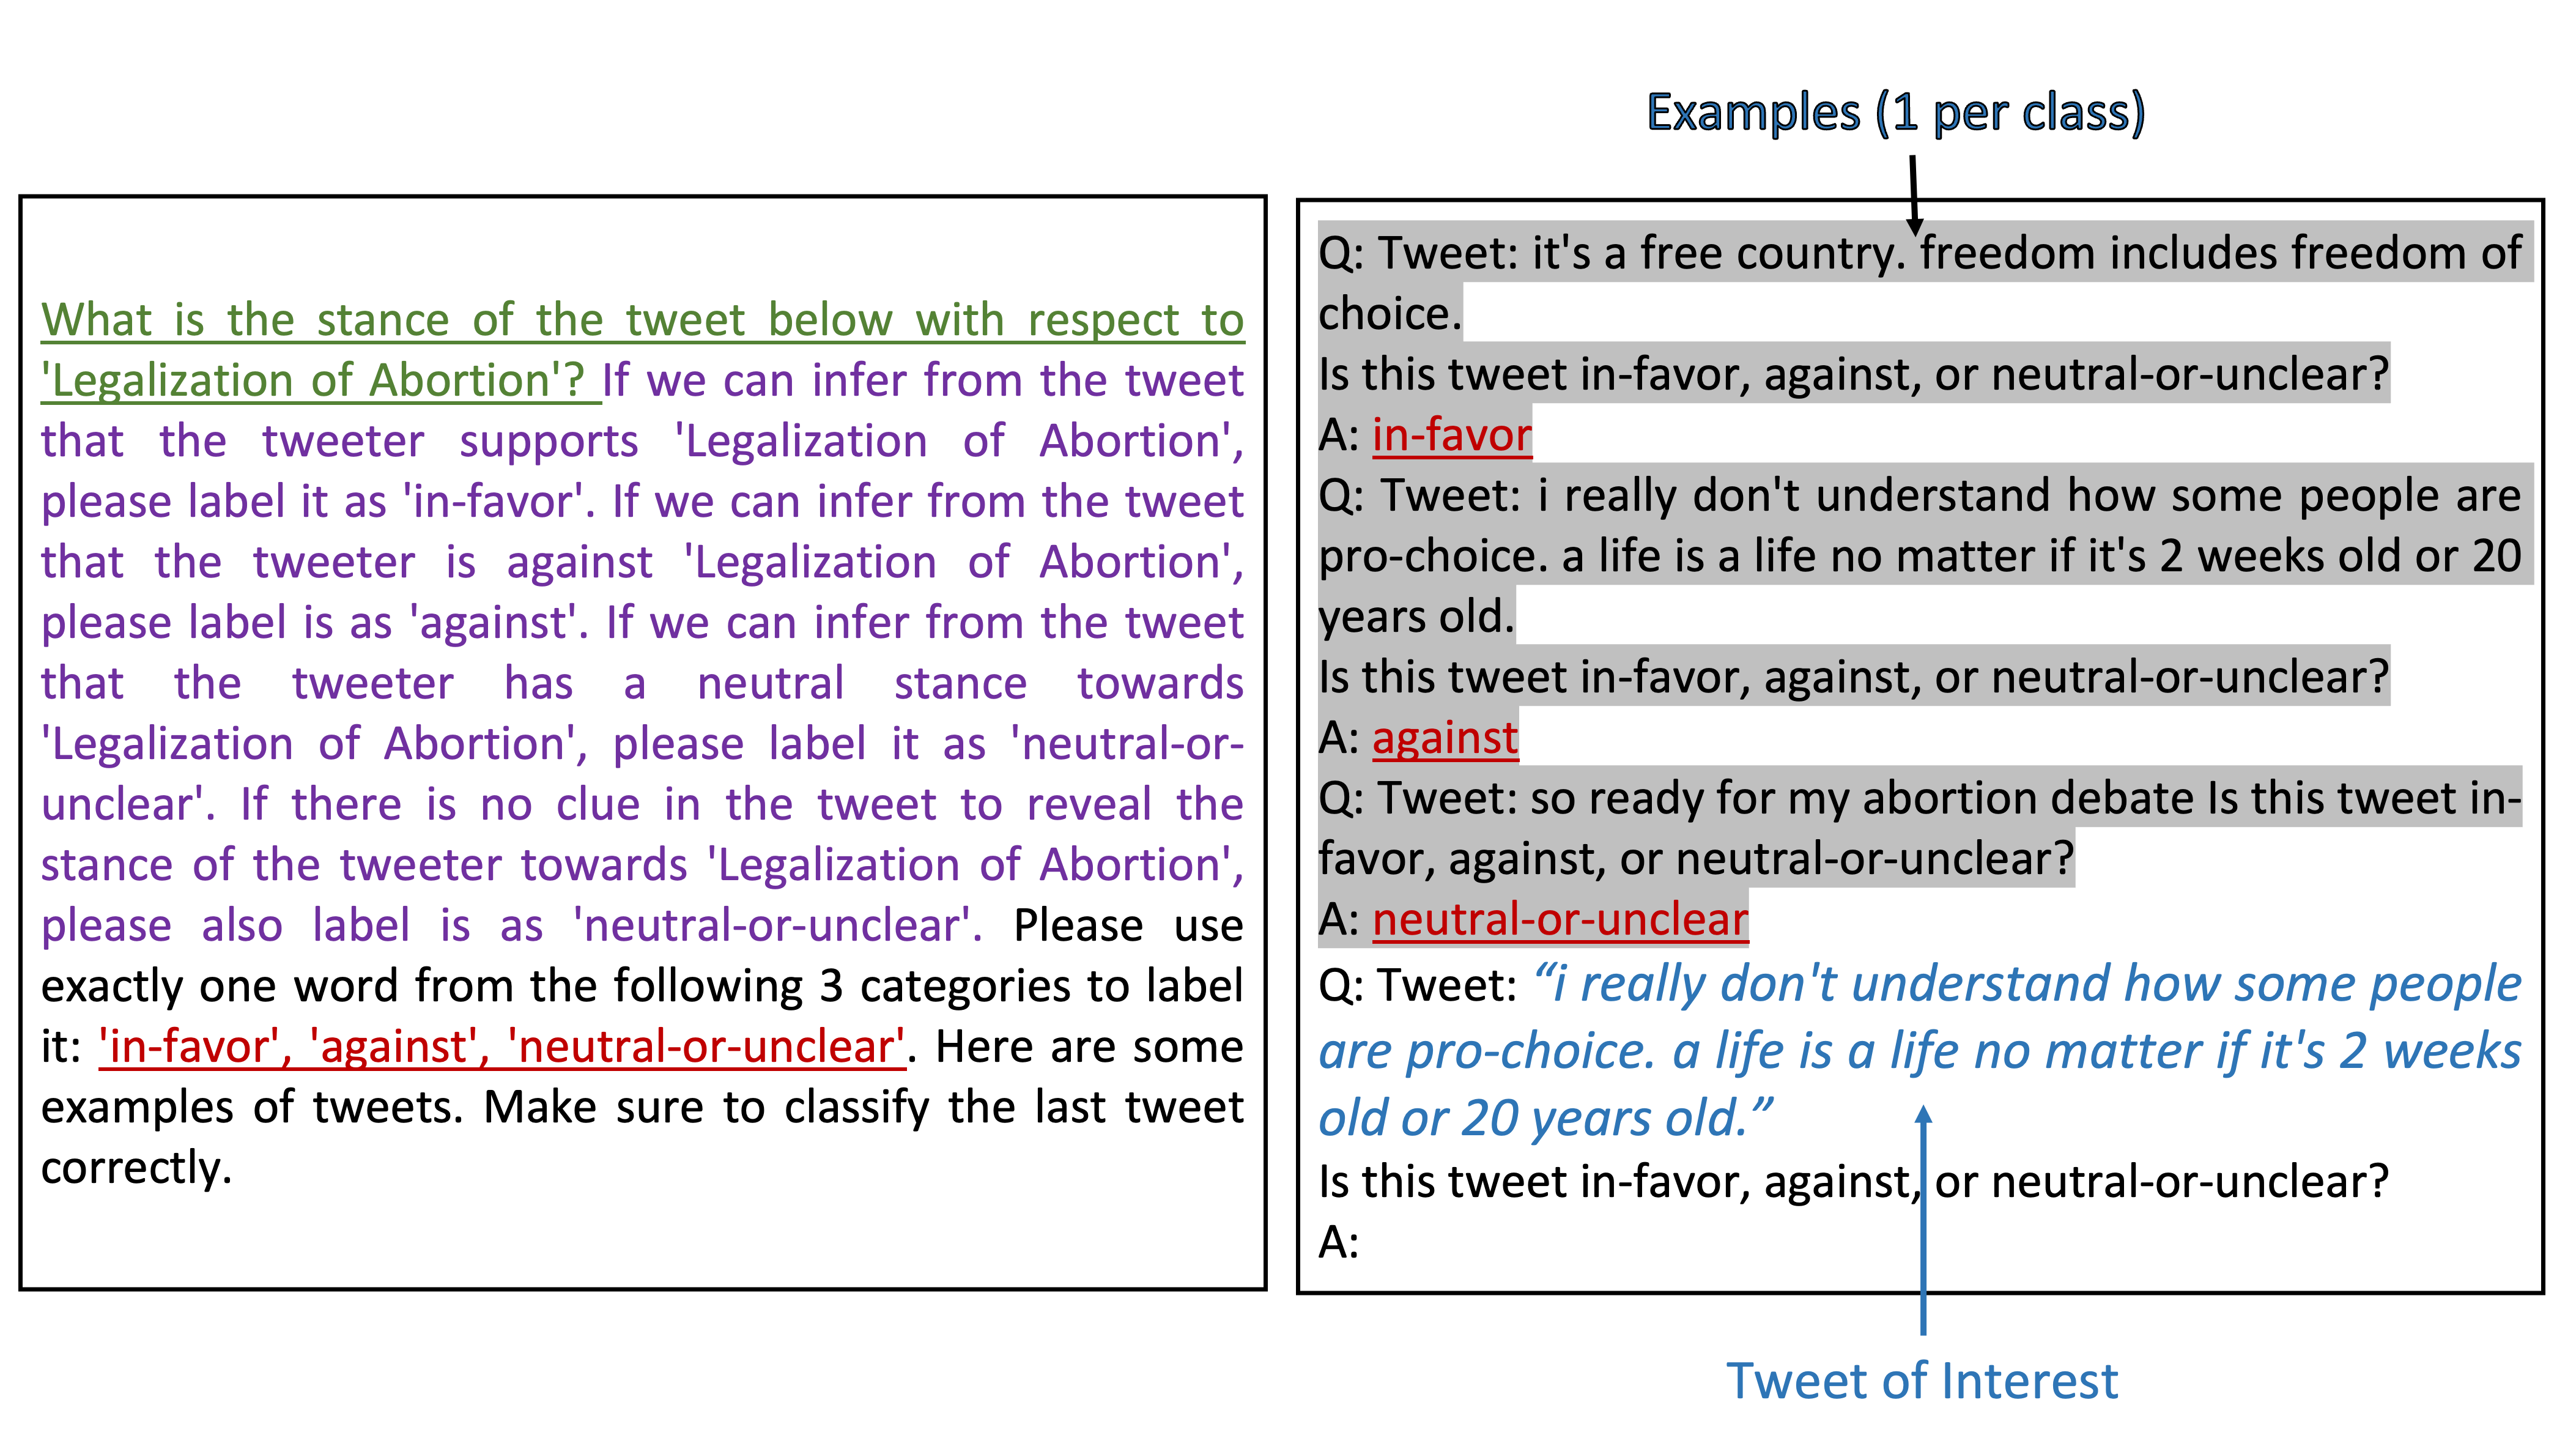 Examples (1 per class)
What is the stance of the tweet below with respect to
'Legalization of Abortion'? If we can infer from the tweet
that the tweeter supports 'Legalization of Abortion',
please label it as 'in-favor'. If we can infer from the tweet
that the tweeter is against 'Legalization of Abortion',
please label is as 'against'. If we can infer from the tweet
that the tweeter has a neutral stance towards
'Legalization of Abortion', please label it as 'neutral-or-
unclear'. If there is no clue in the tweet to reveal the
stance of the tweeter towards 'Legalization of Abortion',
please also label is as 'neutral-or-unclear'. Please use
exactly one word from the following 3 categories to label
it: 'in-favor', 'against', 'neutral-or-unclear'. Here are some
examples of tweets. Make sure to classify the last tweet
correctly.
Q: Tweet: it's a free country. freedom includes freedom of
choice.
Is this tweet in-favor, against, or neutral-or-unclear?
A: in-favor
Q: Tweet: i really don't understand how some people are
pro-choice. a life is a life no matter if it's 2 weeks old or 20
years old.
Is this tweet in-favor, against, or neutral-or-unclear?
A: against
Q: Tweet: so ready for my abortion debate Is this tweet in-
favor, against, or neutral-or-unclear?
A: neutral-or-unclear
Q: Tweet: “i really don't understand how some people
are pro-choice. a life is a life no matter if it's 2 weeks
old or 20 years old.”
Is this tweet in-favor, against, or neutral-or-unclear?
A:
Tweet of Interest